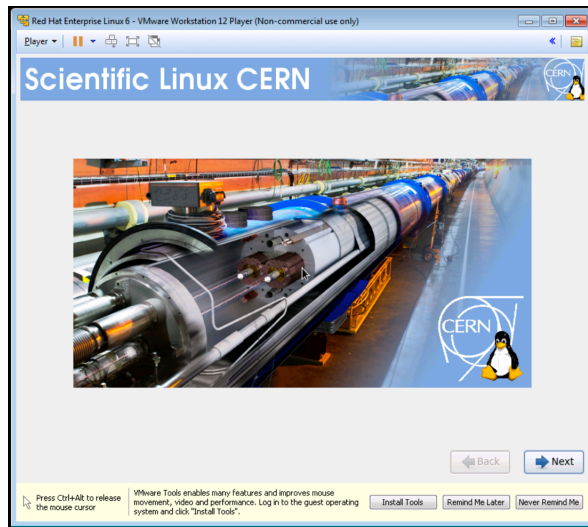 Red Hat Enterprise Linux 6 - VMware Workstation 12 Player (Non-commercial use only)
Player
Scientific Linux CERN
CERN
CERN
Back
Next
Press Ctrl+Alt to release
the mouse cursor
VMware Tools enables many features and improves mouse
movement, video and performance. Log in to the guest operating
system and click "Install Tools".
Install Tools
Remind Me Later
Never Remind Me